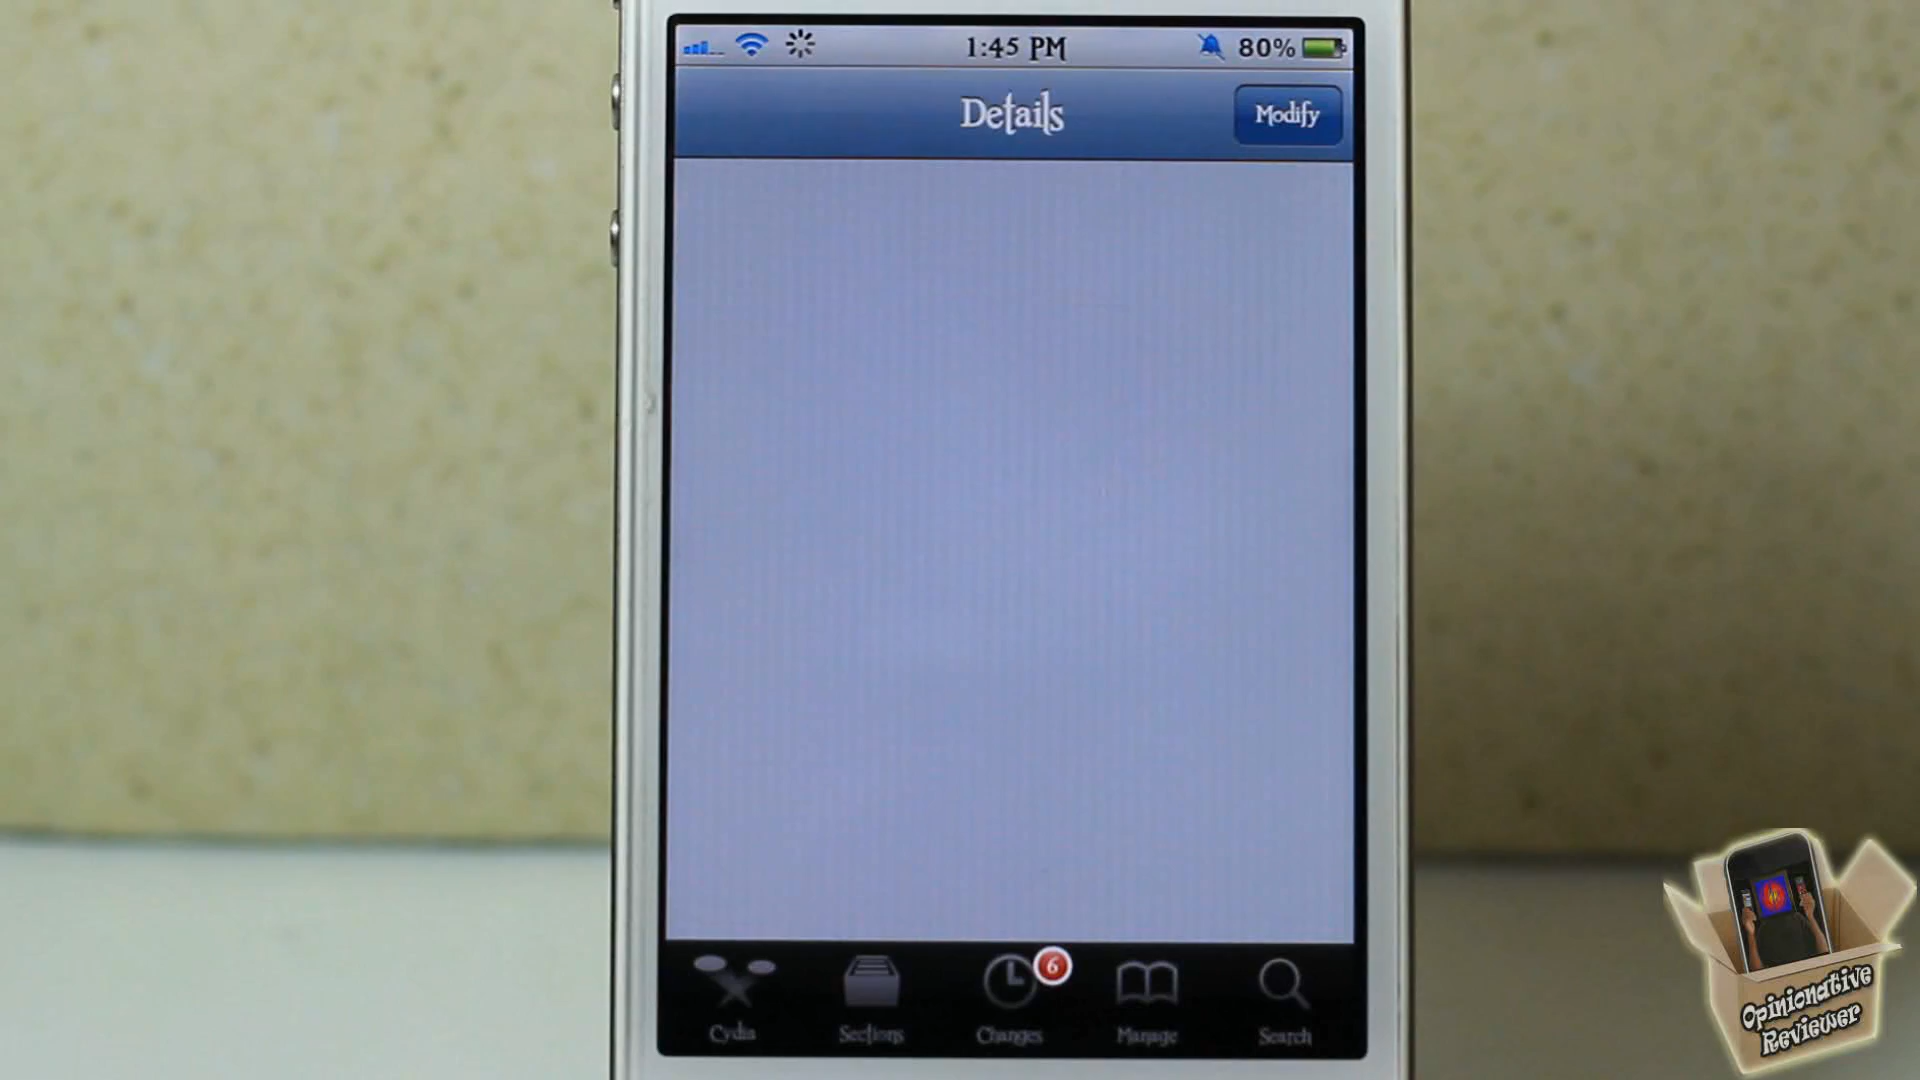 1:45 PM
80%
Details
Modify
6
Cydia
Sections
Changes
Manage
Search
Opinionative
Reviewer